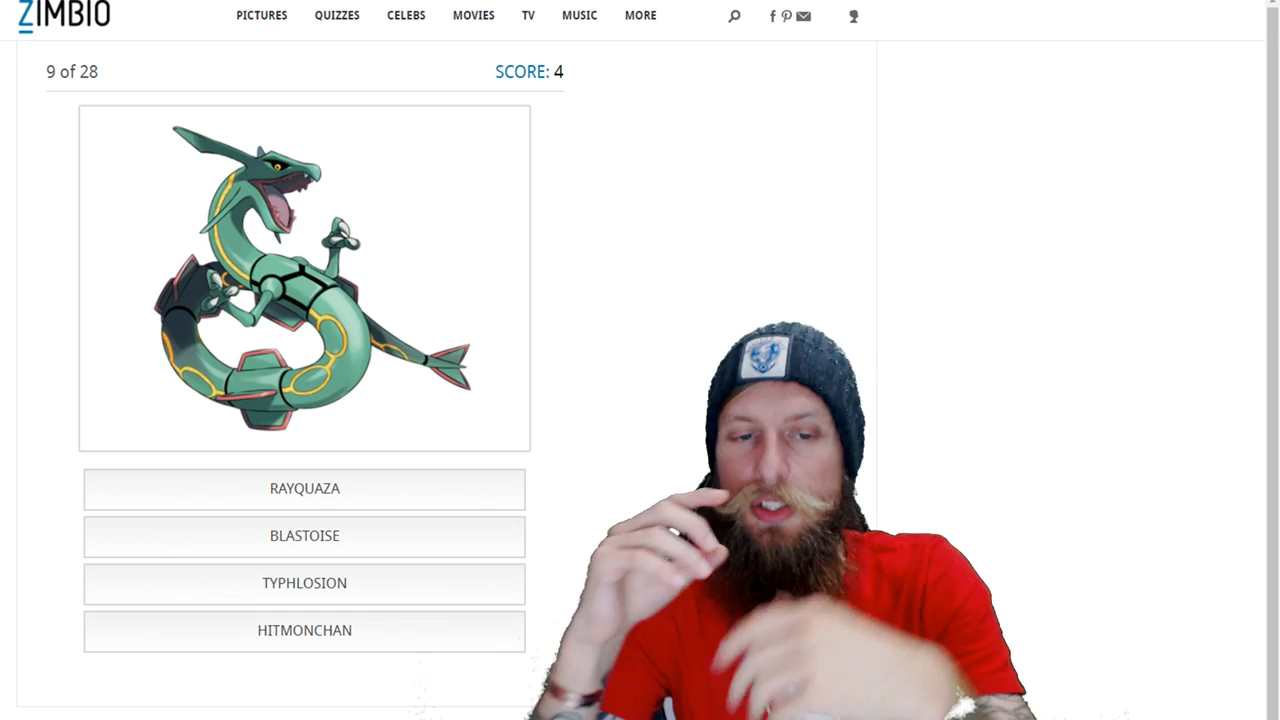 ZIMBIO
PICTURES QUIZZES CELEBS MOVIES TV MUSIC MORE
9 of 28 SCORE: 4
RAYQUAZA
BLASTOISE
TYPHLOSION
HITMONCHAN